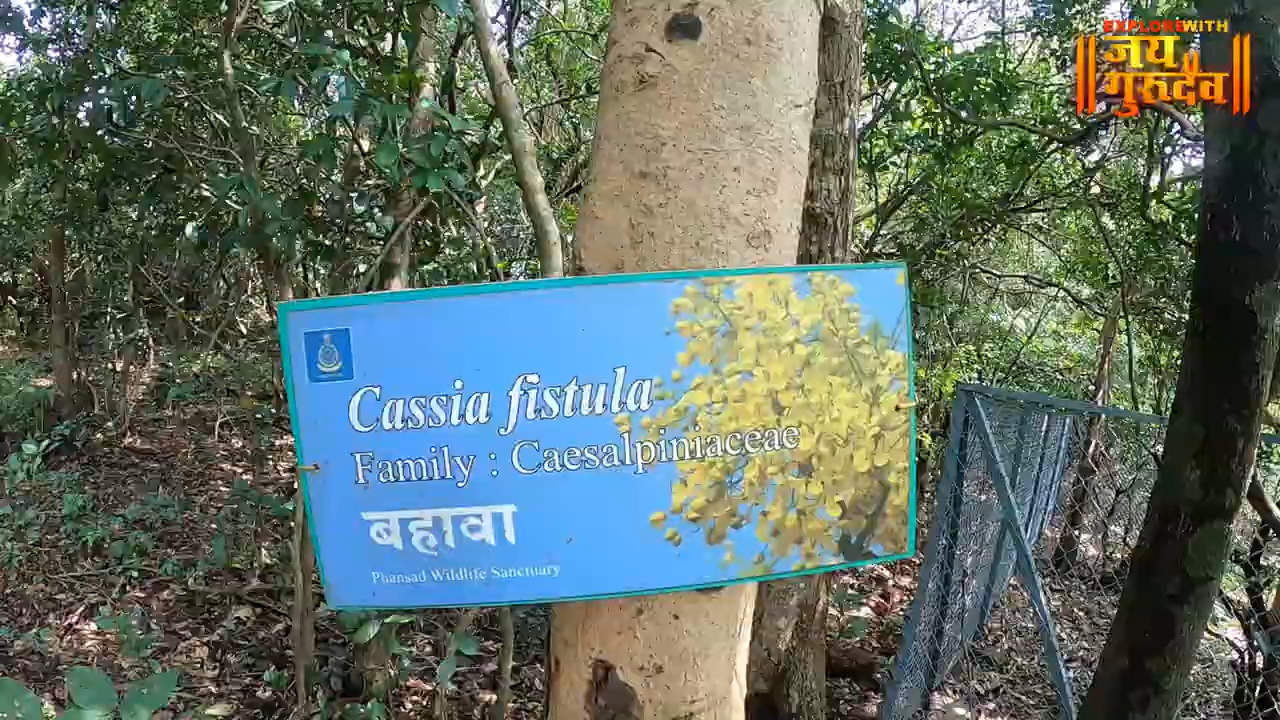 EXPLORE WITH
जय
गुरुदेव
Cassia fistula
Family : Caesalpiniaceae
बहावा
Phansad Wildlife Sanctuary